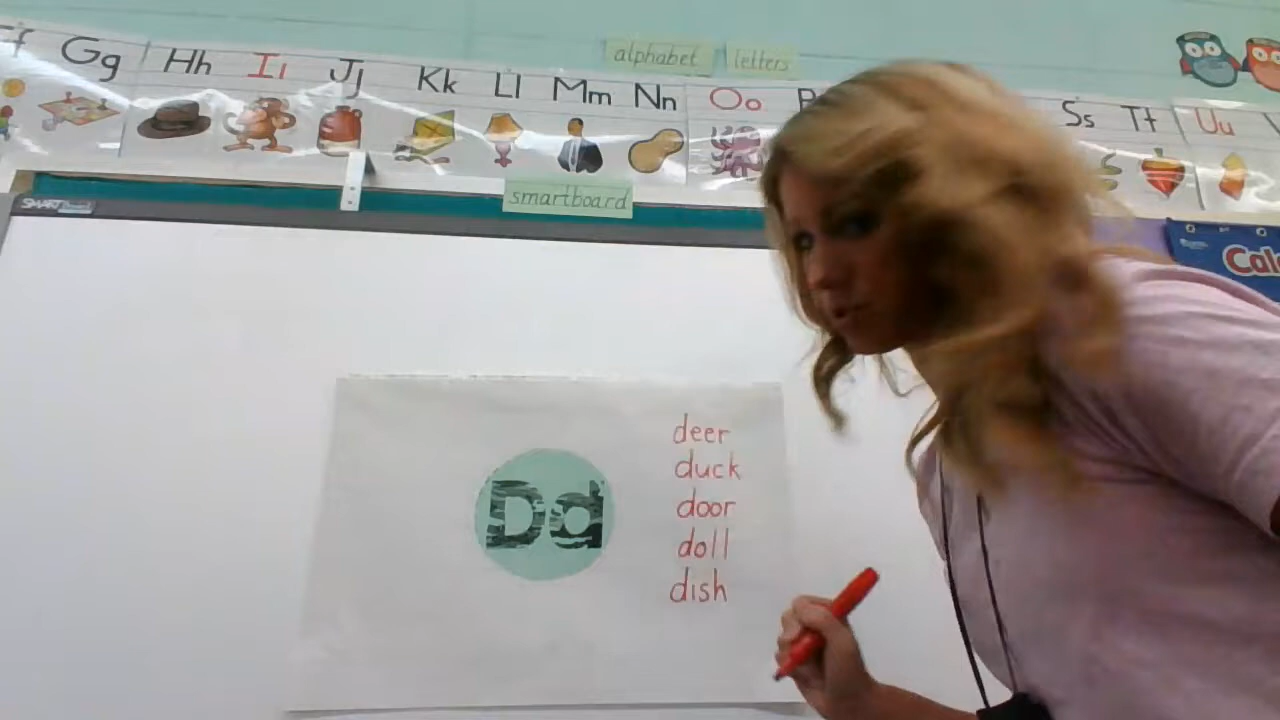 alphabet letters
Gg Hh Ii Jj Kk Ll Mm Nn Oo Ss Tt Uu
smartboard
SMART
Dd
deer
duck
door
doll
dish